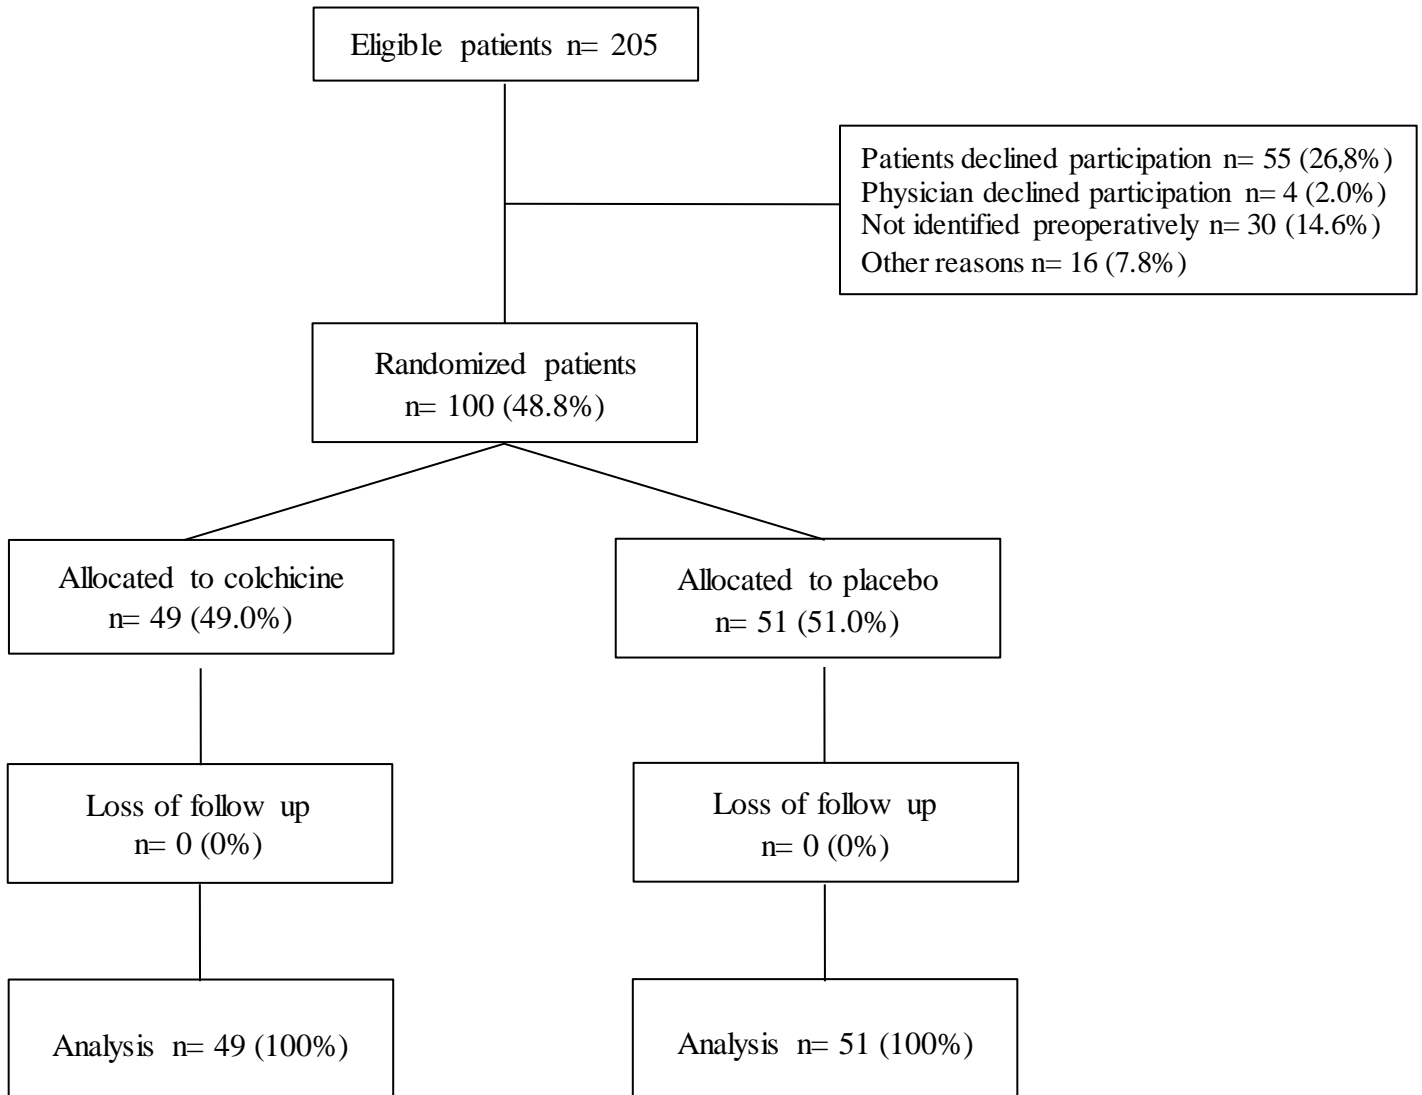 Eligible patients n= 205
Patients declined participation n= 55 (26,8%)
Physician declined participation n= 4 (2.0%)
Not identified preoperatively n= 30 (14.6%)
Other reasons n= 16 (7.8%)
Randomized patients
n= 100 (48.8%)
Allocated to colchicine
n= 49 (49.0%)
Allocated to placebo
n= 51 (51.0%)
Loss of follow up
n= 0 (0%)
Loss of follow up
n= 0 (0%)
Analysis n= 49 (100%)
Analysis n= 51 (100%)